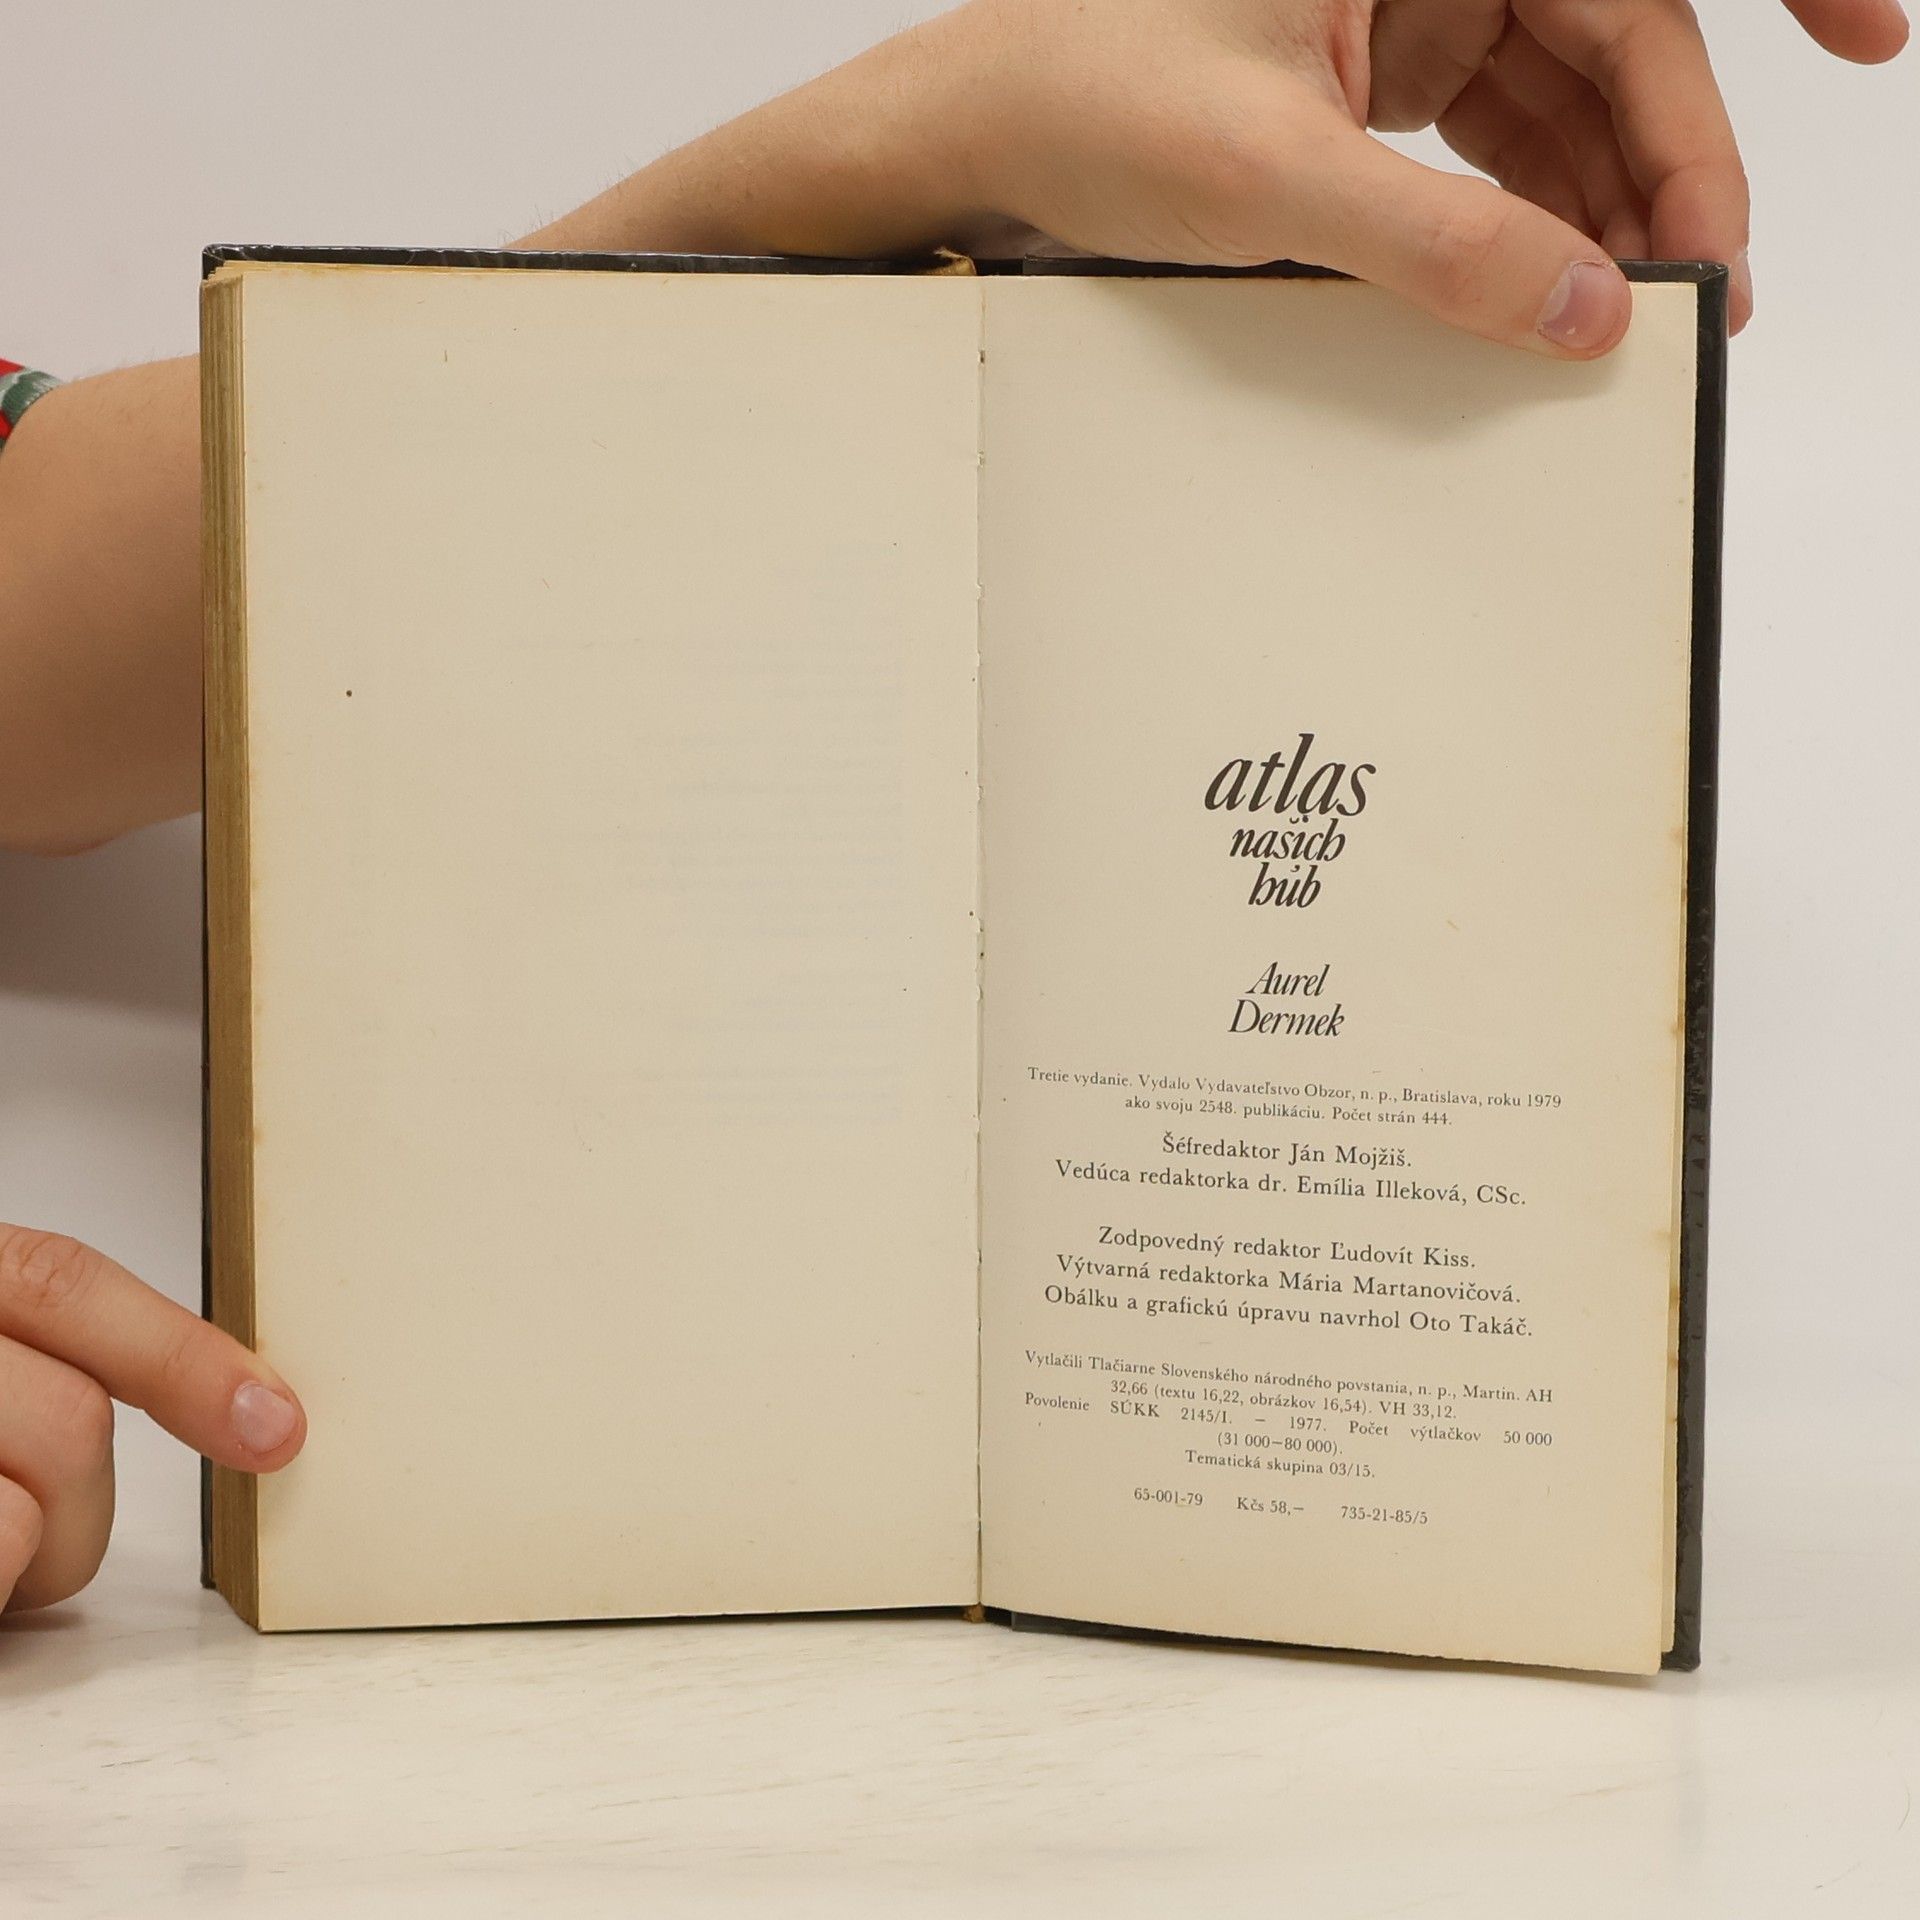 atlas
našich
húb
Aurel
Dermek
Tretie vydanie. Vydalo Vydavateľstvo Obzor, n. p., Bratislava, roku 1979
ako svoju 2548. publikáciu. Počet strán 444.
Šéfredaktor Ján Mojžiš.
Vedúca redaktorka dr. Emília Illeková, CSc.
Zodpovedný redaktor Ľudovít Kiss.
Výtvarná redaktorka Mária Martanovičová.
Obálku a grafickú úpravu navrhol Oto Takáč.
Vytlačili Tlačiarne Slovenského národného povstania, n. p., Martin. AH
32,66 (textu 16,22, obrázkov 16,54). VH 33,12.
Povolenie SÚKK 2145/I. – 1977. Počet výtlačkov 50 000
(31 000–80 000).
Tematická skupina 03/15.
65-001-79 Kčs 58,– 735-21-85/5